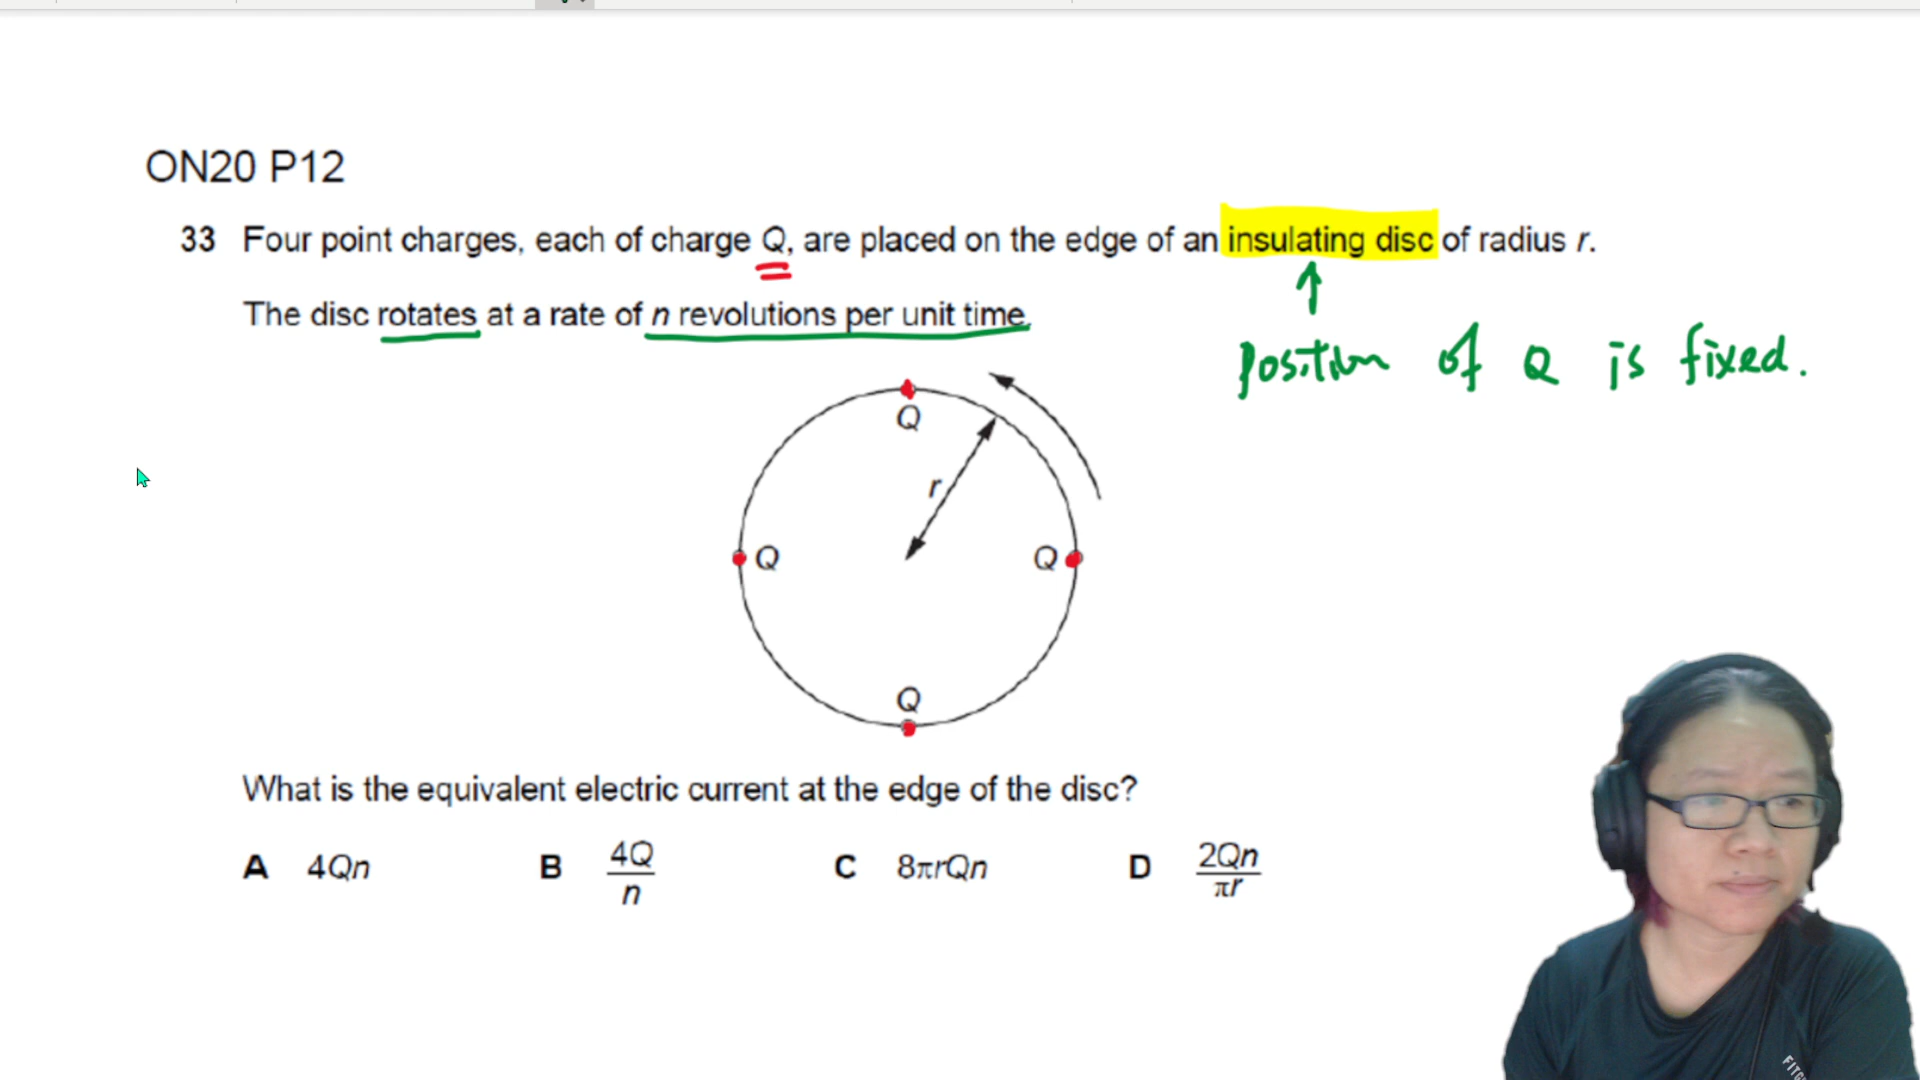 ON20 P12
33 Four point charges, each of charge Q, are placed on the edge of an insulating disc of radius r.
The disc rotates at a rate of n revolutions per unit time.
position of Q is fixed.
Q
r
Q
Q
Q
What is the equivalent electric current at the edge of the disc?
A 4Qn B 4Q/n C 8πrQn D 2Qn/πr